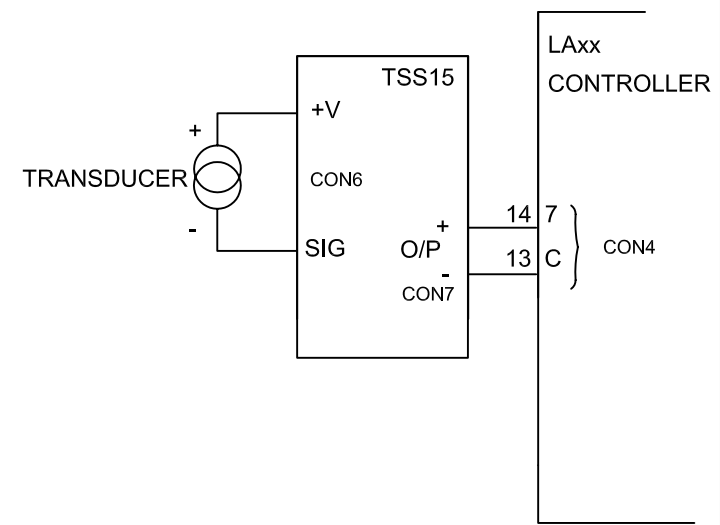 LAxx
CONTROLLER
TSS15
+V
+
TRANSDUCER
CON6
-
SIG
+
O/P
-
CON7
14 7
13 C
CON4